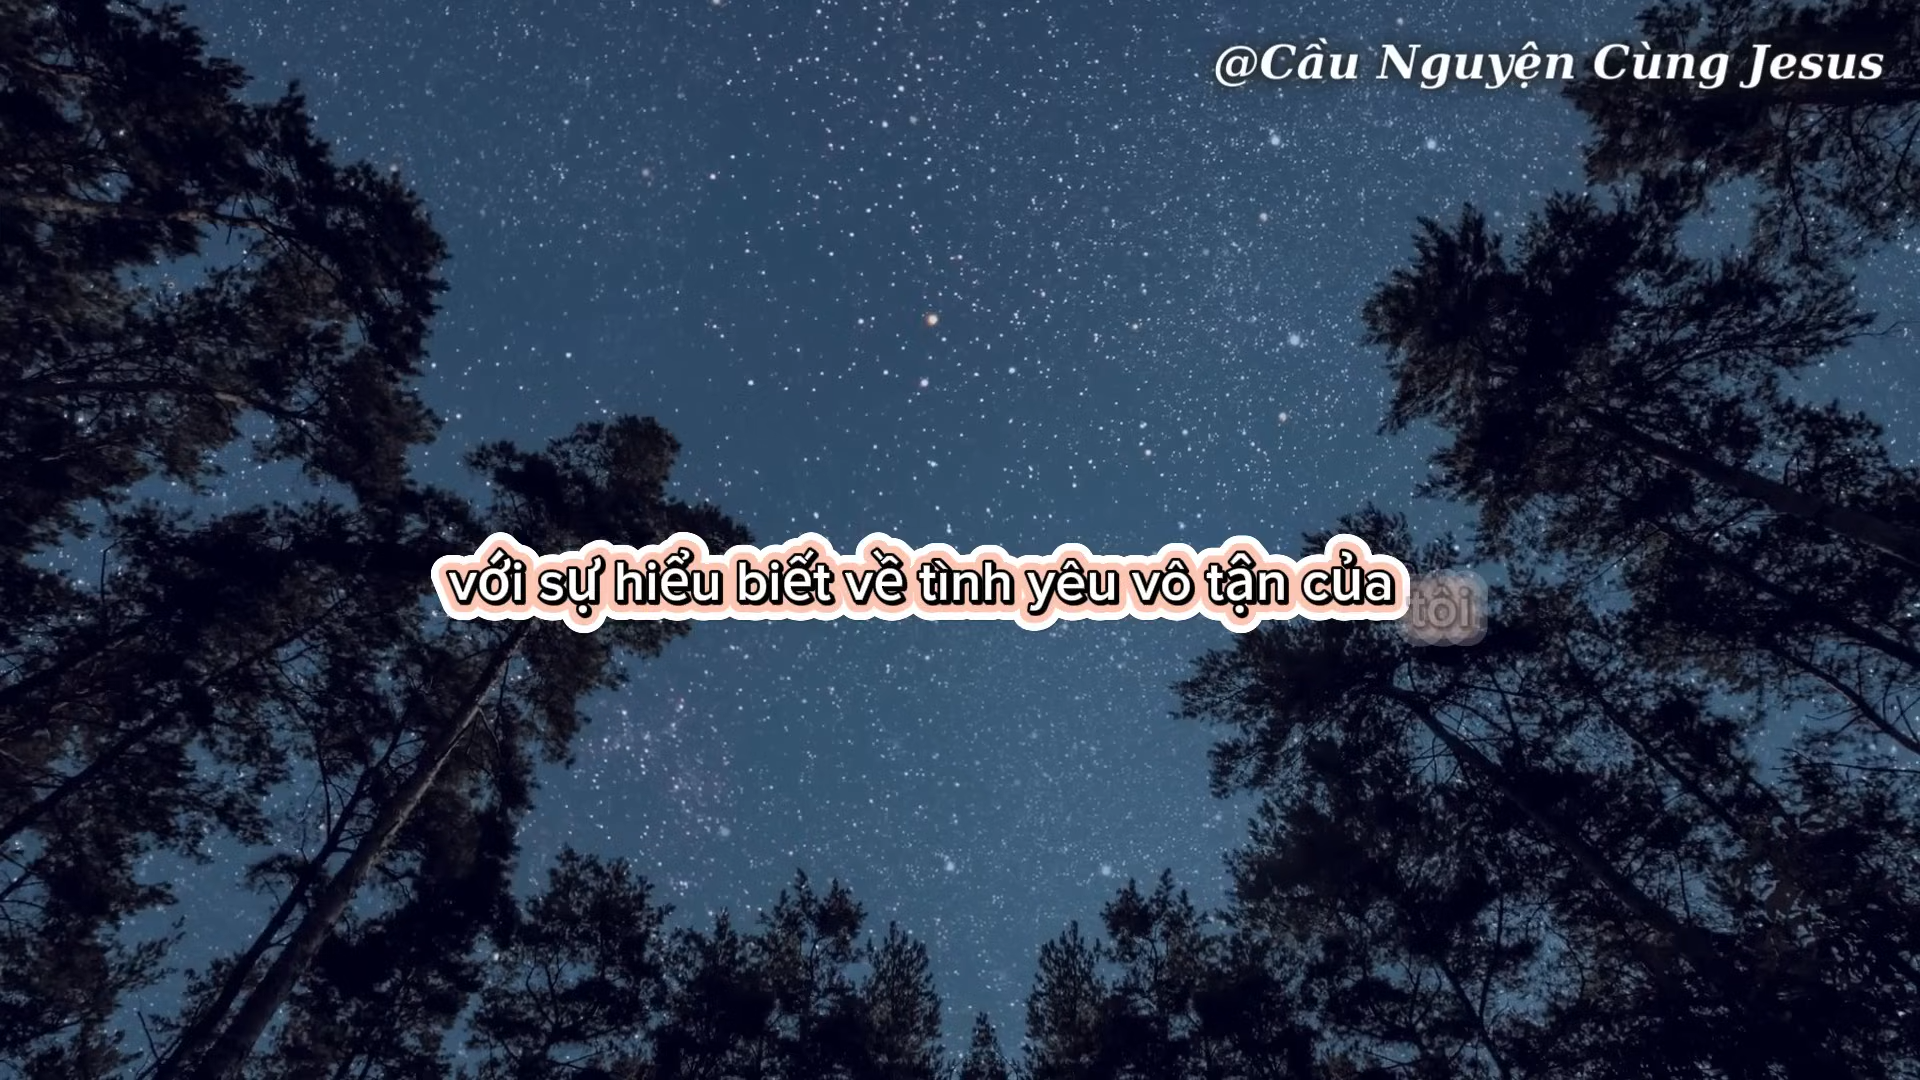 @Cầu Nguyện Cùng Jesus
với sự hiểu biết về tình yêu vô tận của tôi